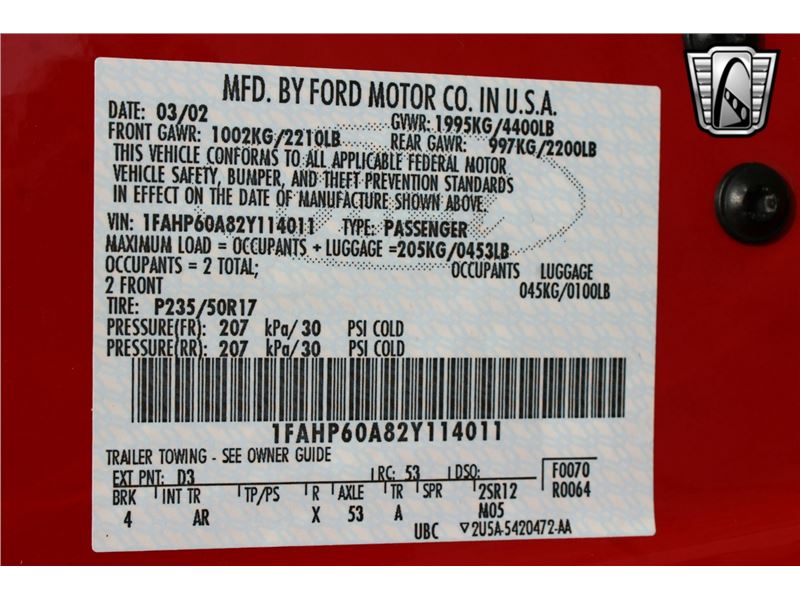 MFD. BY FORD MOTOR CO. IN U.S.A.
DATE: 03/02 GVWR: 1995KG/4400LB
FRONT GAWR: 1002KG/2210LB REAR GAWR: 997KG/2200LB
THIS VEHICLE CONFORMS TO ALL APPLICABLE FEDERAL MOTOR
VEHICLE SAFETY, BUMPER, AND THEFT PREVENTION STANDARDS
IN EFFECT ON THE DATE OF MANUFACTURE SHOWN ABOVE.
VIN: 1FAHP60A82Y114011 TYPE: PASSENGER
MAXIMUM LOAD = OCCUPANTS + LUGGAGE =205KG/0453LB
OCCUPANTS = 2 TOTAL; OCCUPANTS LUGGAGE
2 FRONT 045KG/0100LB
TIRE: P235/50R17
PRESSURE(FR): 207 kPa/30 PSI COLD
PRESSURE(RR): 207 kPa/30 PSI COLD
1FAHP60A82Y114011
TRAILER TOWING - SEE OWNER GUIDE
EXT PNT: D3 RC: 53 DSO: F0070
BRK INT TR TP/PS R AXLE TR SPR 2SR12 R0064
4 AR X 53 A M05
UBC ▽2U5A-5420472-AA